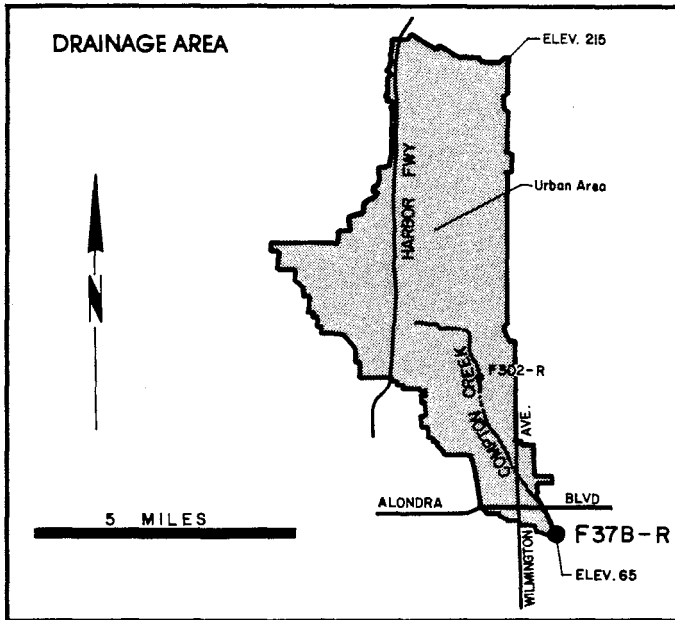 DRAINAGE AREA
ELEV. 215
HARBOR FWY
Urban Area
N
COMPTON CREEK
F302-R
AVE.
5 MILES
ALONDRA BLVD
F37B-R
WILMINGTON
ELEV. 65